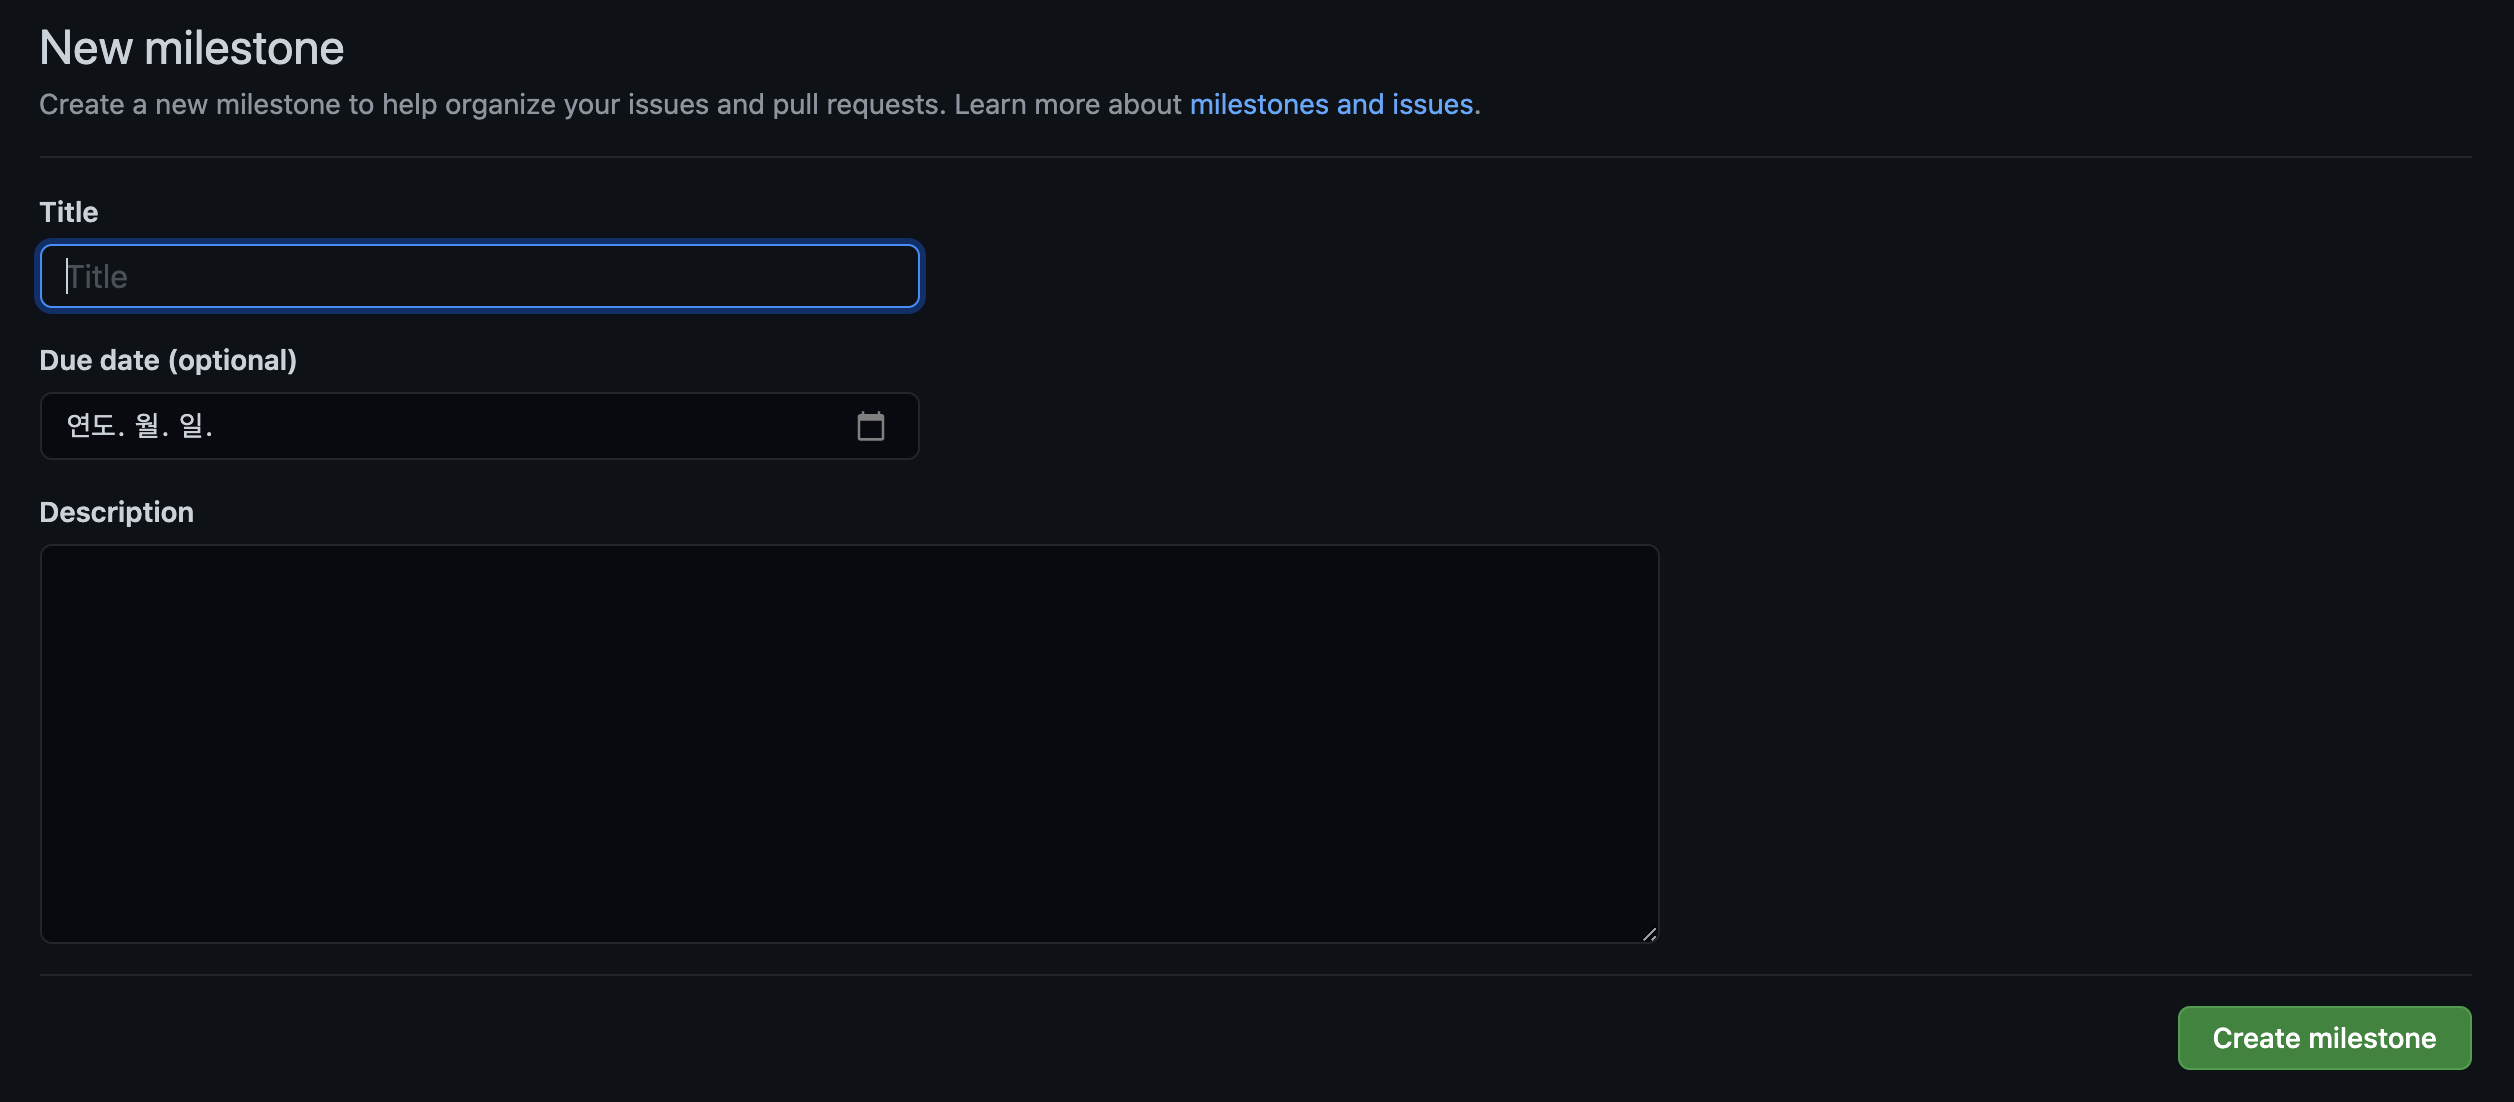 New milestone
Create a new milestone to help organize your issues and pull requests. Learn more about milestones and issues.
Title
Title
Due date (optional)
연도. 월. 일.
Description
Create milestone